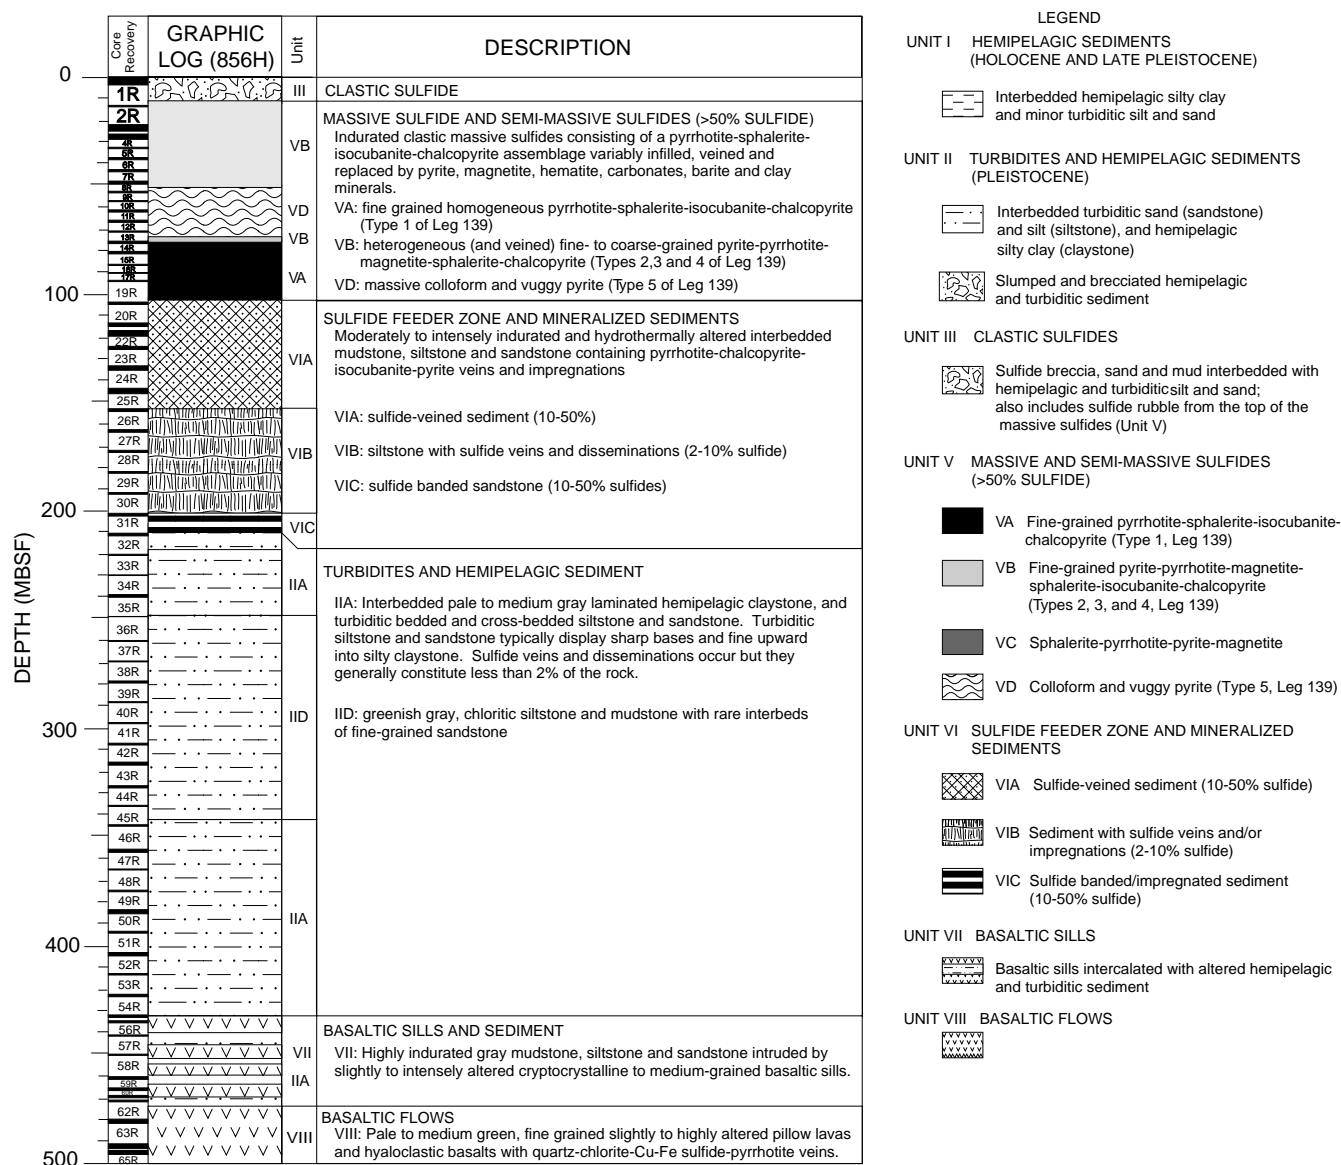 Core
Recovery
GRAPHIC
LOG (856H)
Unit
DESCRIPTION
DEPTH (MBSF)
0
100
200
300
400
500
1R
2R
4R
5R
6R
7R
8R
9R
10R
11R
12R
13R
14R
15R
16R
17R
19R
20R
22R
23R
24R
25R
26R
27R
28R
29R
30R
31R
32R
33R
34R
35R
36R
37R
38R
39R
40R
41R
42R
43R
44R
45R
46R
47R
48R
49R
50R
51R
52R
53R
54R
56R
57R
58R
59R
62R
63R
65R
III
VB
VD
VB
VA
VIA
VIB
VIC
IIA
IID
IIA
VII
IIA
VIII
CLASTIC SULFIDE
MASSIVE SULFIDE AND SEMI-MASSIVE SULFIDES (>50% SULFIDE)
Indurated clastic massive sulfides consisting of a pyrrhotite-sphalerite-
isocubanite-chalcopyrite assemblage variably infilled, veined and
replaced by pyrite, magnetite, hematite, carbonates, barite and clay
minerals.
VA: fine grained homogeneous pyrrhotite-sphalerite-isocubanite-chalcopyrite
(Type 1 of Leg 139)
VB: heterogeneous (and veined) fine- to coarse-grained pyrite-pyrrhotite-
magnetite-sphalerite-chalcopyrite (Types 2,3 and 4 of Leg 139)
VD: massive colloform and vuggy pyrite (Type 5 of Leg 139)
SULFIDE FEEDER ZONE AND MINERALIZED SEDIMENTS
Moderately to intensely indurated and hydrothermally altered interbedded
mudstone, siltstone and sandstone containing pyrrhotite-chalcopyrite-
isocubanite-pyrite veins and impregnations
VIA: sulfide-veined sediment (10-50%)
VIB: siltstone with sulfide veins and disseminations (2-10% sulfide)
VIC: sulfide banded sandstone (10-50% sulfides)
TURBIDITES AND HEMIPELAGIC SEDIMENT
IIA: Interbedded pale to medium gray laminated hemipelagic claystone, and
turbiditic bedded and cross-bedded siltstone and sandstone. Turbiditic
siltstone and sandstone typically display sharp bases and fine upward
into silty claystone. Sulfide veins and disseminations occur but they
generally constitute less than 2% of the rock.
IID: greenish gray, chloritic siltstone and mudstone with rare interbeds
of fine-grained sandstone
BASALTIC SILLS AND SEDIMENT
VII: Highly indurated gray mudstone, siltstone and sandstone intruded by
slightly to intensely altered cryptocrystalline to medium-grained basaltic sills.
BASALTIC FLOWS
VIII: Pale to medium green, fine grained slightly to highly altered pillow lavas
and hyaloclastic basalts with quartz-chlorite-Cu-Fe sulfide-pyrrhotite veins.
LEGEND
UNIT I HEMIPELAGIC SEDIMENTS
(HOLOCENE AND LATE PLEISTOCENE)
Interbedded hemipelagic silty clay
and minor turbiditic silt and sand
UNIT II TURBIDITES AND HEMIPELAGIC SEDIMENTS
(PLEISTOCENE)
Interbedded turbiditic sand (sandstone)
and silt (siltstone), and hemipelagic
silty clay (claystone)
Slumped and brecciated hemipelagic
and turbiditic sediment
UNIT III CLASTIC SULFIDES
Sulfide breccia, sand and mud interbedded with
hemipelagic and turbiditic silt and sand;
also includes sulfide rubble from the top of the
massive sulfides (Unit V)
UNIT V MASSIVE AND SEMI-MASSIVE SULFIDES
(>50% SULFIDE)
VA Fine-grained pyrrhotite-sphalerite-isocubanite-
chalcopyrite (Type 1, Leg 139)
VB Fine-grained pyrite-pyrrhotite-magnetite-
sphalerite-isocubanite-chalcopyrite
(Types 2, 3, and 4, Leg 139)
VC Sphalerite-pyrrhotite-pyrite-magnetite
VD Colloform and vuggy pyrite (Type 5, Leg 139)
UNIT VI SULFIDE FEEDER ZONE AND MINERALIZED
SEDIMENTS
VIA Sulfide-veined sediment (10-50% sulfide)
VIB Sediment with sulfide veins and/or
impregnations (2-10% sulfide)
VIC Sulfide banded/impregnated sediment
(10-50% sulfide)
UNIT VII BASALTIC SILLS
Basaltic sills intercalated with altered hemipelagic
and turbiditic sediment
UNIT VIII BASALTIC FLOWS